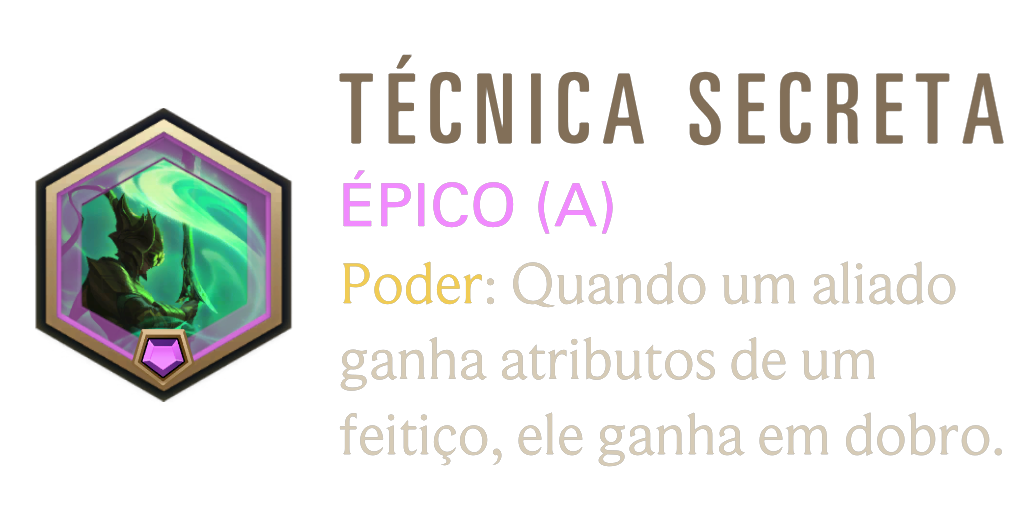 TÉCNICA SECRETA
ÉPICO (A)
Poder: Quando um aliado
ganha atributos de um
feitiço, ele ganha em dobro.